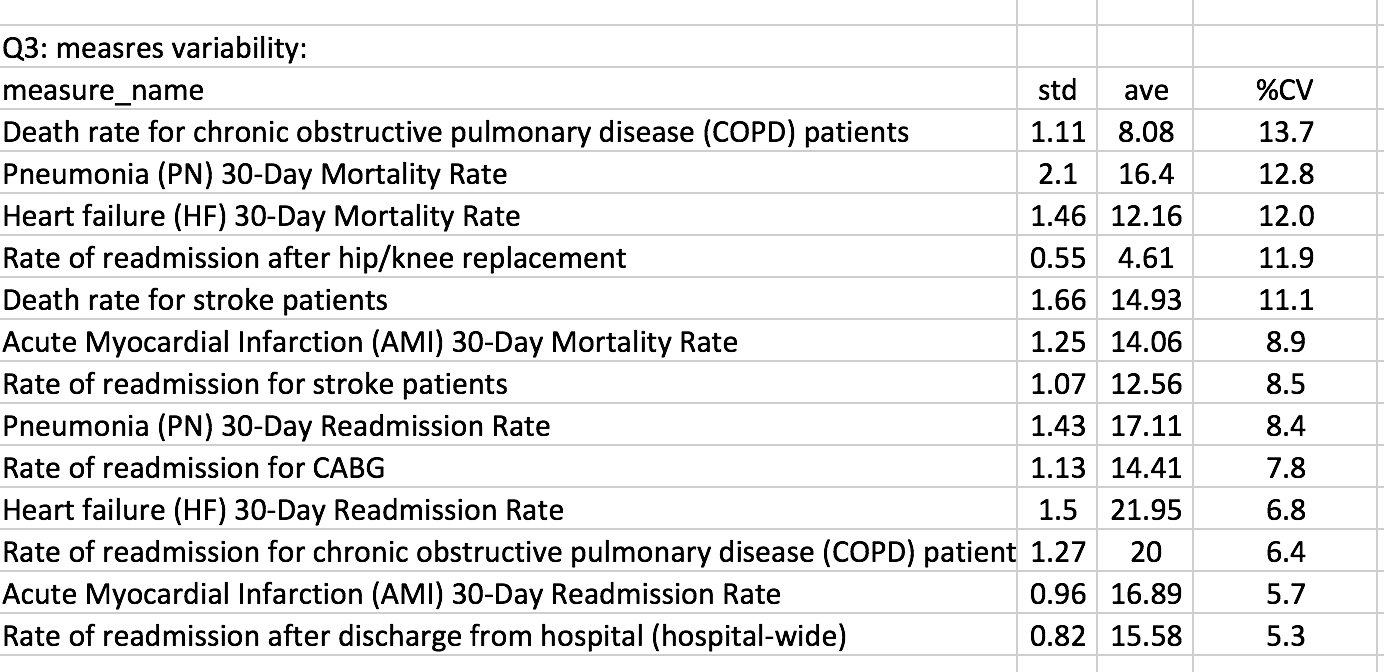 Q3: measres variability:
measure_name std ave %CV
Death rate for chronic obstructive pulmonary disease (COPD) patients 1.11 8.08 13.7
Pneumonia (PN) 30-Day Mortality Rate 2.1 16.4 12.8
Heart failure (HF) 30-Day Mortality Rate 1.46 12.16 12.0
Rate of readmission after hip/knee replacement 0.55 4.61 11.9
Death rate for stroke patients 1.66 14.93 11.1
Acute Myocardial Infarction (AMI) 30-Day Mortality Rate 1.25 14.06 8.9
Rate of readmission for stroke patients 1.07 12.56 8.5
Pneumonia (PN) 30-Day Readmission Rate 1.43 17.11 8.4
Rate of readmission for CABG 1.13 14.41 7.8
Heart failure (HF) 30-Day Readmission Rate 1.5 21.95 6.8
Rate of readmission for chronic obstructive pulmonary disease (COPD) patient 1.27 20 6.4
Acute Myocardial Infarction (AMI) 30-Day Readmission Rate 0.96 16.89 5.7
Rate of readmission after discharge from hospital (hospital-wide) 0.82 15.58 5.3